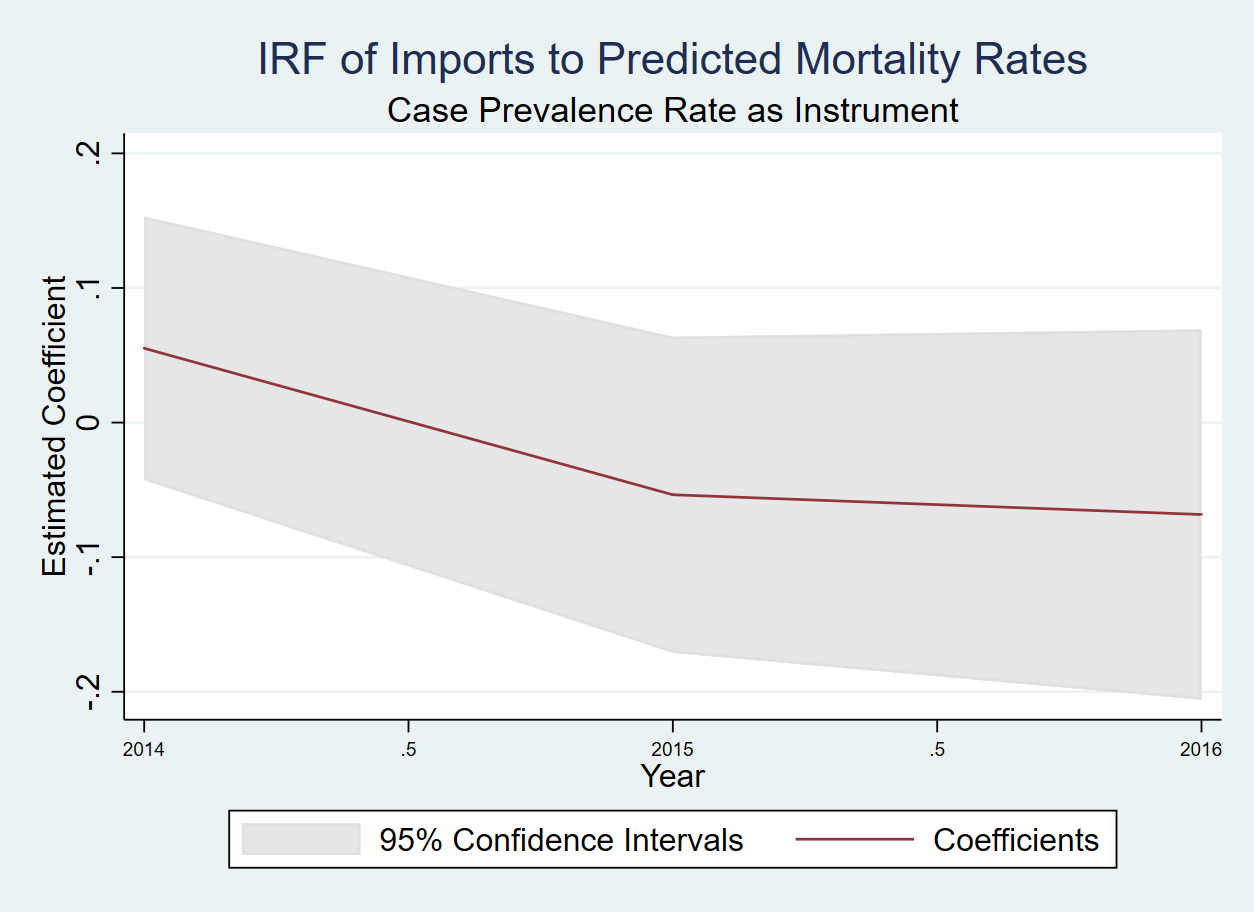 IRF of Imports to Predicted Mortality Rates
Case Prevalence Rate as Instrument
Estimated Coefficient
.2
.1
0
-.1
-.2
2014 .5 2015 .5 2016
Year
95% Confidence Intervals Coefficients